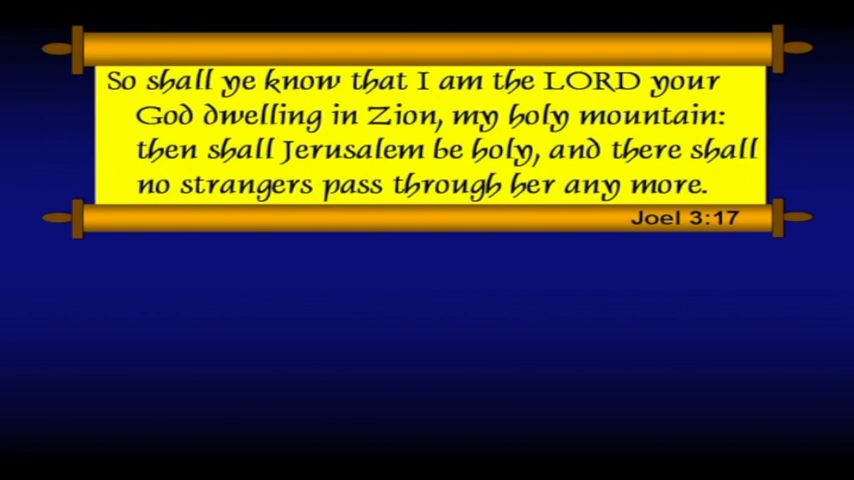 So shall ye know that I am the LORD your
God dwelling in Zion, my holy mountain:
then shall Jerusalem be holy, and there shall
no strangers pass through her any more.
Joel 3:17